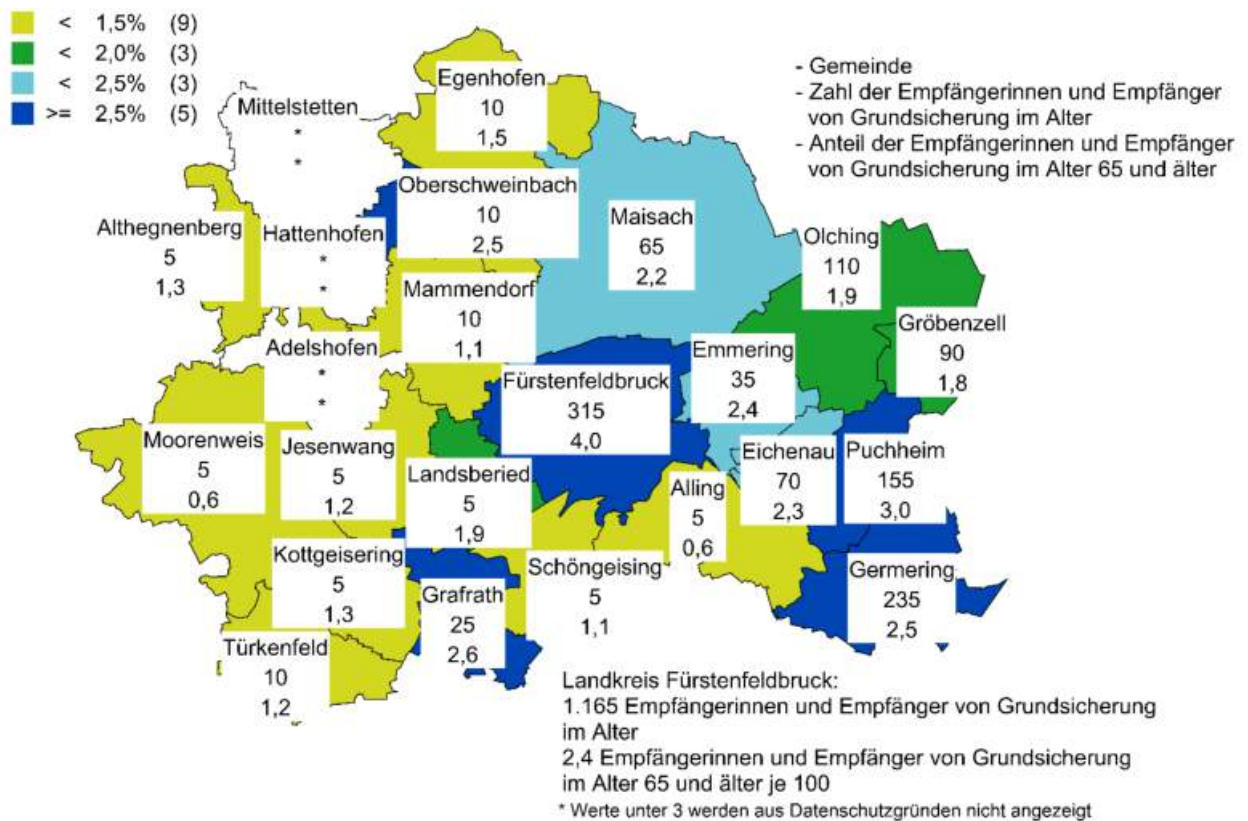 < 1,5% (9)
< 2,0% (3)
< 2,5% (3)
>= 2,5% (5)
- Gemeinde
- Zahl der Empfängerinnen und Empfänger
von Grundsicherung im Alter
- Anteil der Empfängerinnen und Empfänger
von Grundsicherung im Alter 65 und älter
Egenhofen
10
1,5
Mittelstetten
*
*
Oberschweinbach
10
2,5
Maisach
65
2,2
Althegnenberg
5
1,3
Hattenhofen
*
*
Olching
110
1,9
Mammendorf
10
1,1
Gröbenzell
90
1,8
Adelshofen
*
*
Emmering
35
2,4
Fürstenfeldbruck
315
4,0
Moorenweis
5
0,6
Jesenwang
5
1,2
Landsberied
5
1,9
Alling
5
0,6
Eichenau
70
2,3
Puchheim
155
3,0
Kottgeisering
5
1,3
Grafrath
25
2,6
Schöngeising
5
1,1
Germering
235
2,5
Türkenfeld
10
1,2
Landkreis Fürstenfeldbruck:
1.165 Empfängerinnen und Empfänger von Grundsicherung
im Alter
2,4 Empfängerinnen und Empfänger von Grundsicherung
im Alter 65 und älter je 100
* Werte unter 3 werden aus Datenschutzgründen nicht angezeigt